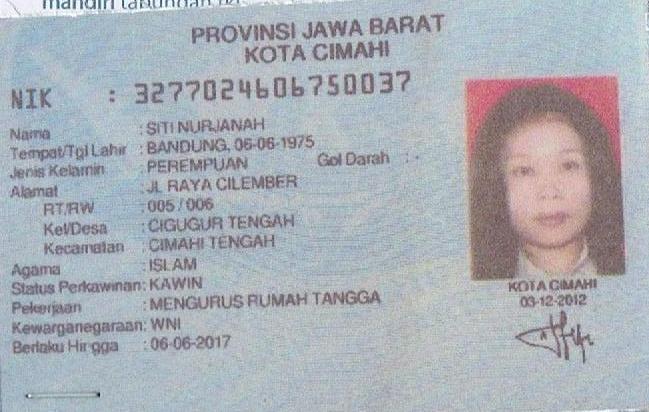 mandiri tabungan
PROVINSI JAWA BARAT
KOTA CIMAHI
NIK : 3277024606750037
Nama : SITI NURJANAH
Tempat/Tgl Lahir : BANDUNG, 06-06-1975
Jenis Kelamin : PEREMPUAN Gol Darah : -
Alamat : JL RAYA CILEMBER
RT/RW : 005 / 006
Kel/Desa : CIGUGUR TENGAH
Kecamatan : CIMAHI TENGAH
Agama : ISLAM
Status Perkawinan: KAWIN
Pekerjaan : MENGURUS RUMAH TANGGA
Kewarganegaraan: WNI
Berlaku Hingga : 06-06-2017
KOTA CIMAHI
03-12-2012